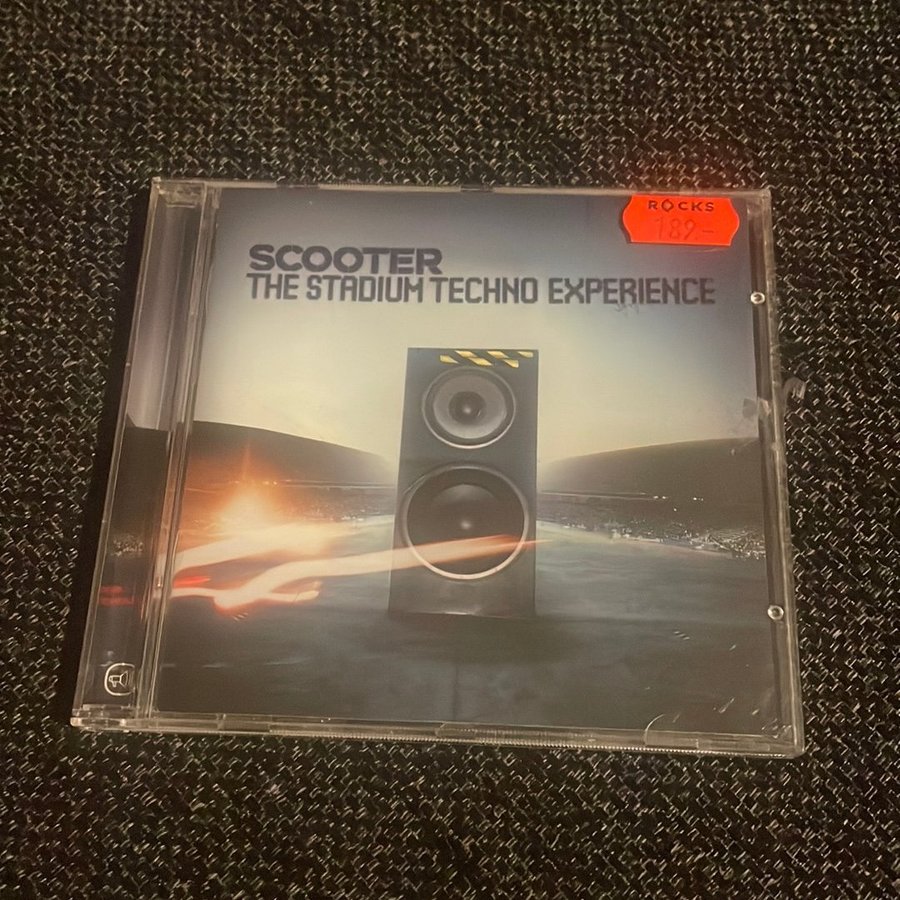 ROCKS
189.-
SCOOTER
THE STADIUM TECHNO EXPERIENCE